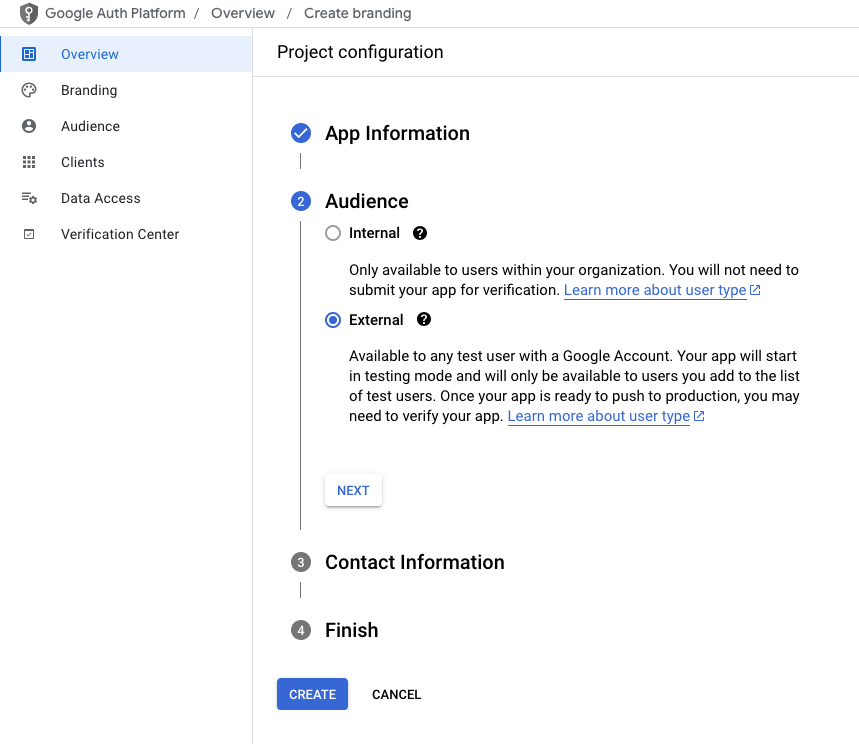 Google Auth Platform / Overview / Create branding
Overview
Branding
Audience
Clients
Data Access
Verification Center
Project configuration
App Information
2 Audience
Internal ?
Only available to users within your organization. You will not need to
submit your app for verification. Learn more about user type
External ?
Available to any test user with a Google Account. Your app will start
in testing mode and will only be available to users you add to the list
of test users. Once your app is ready to push to production, you may
need to verify your app. Learn more about user type
NEXT
3 Contact Information
4 Finish
CREATE CANCEL